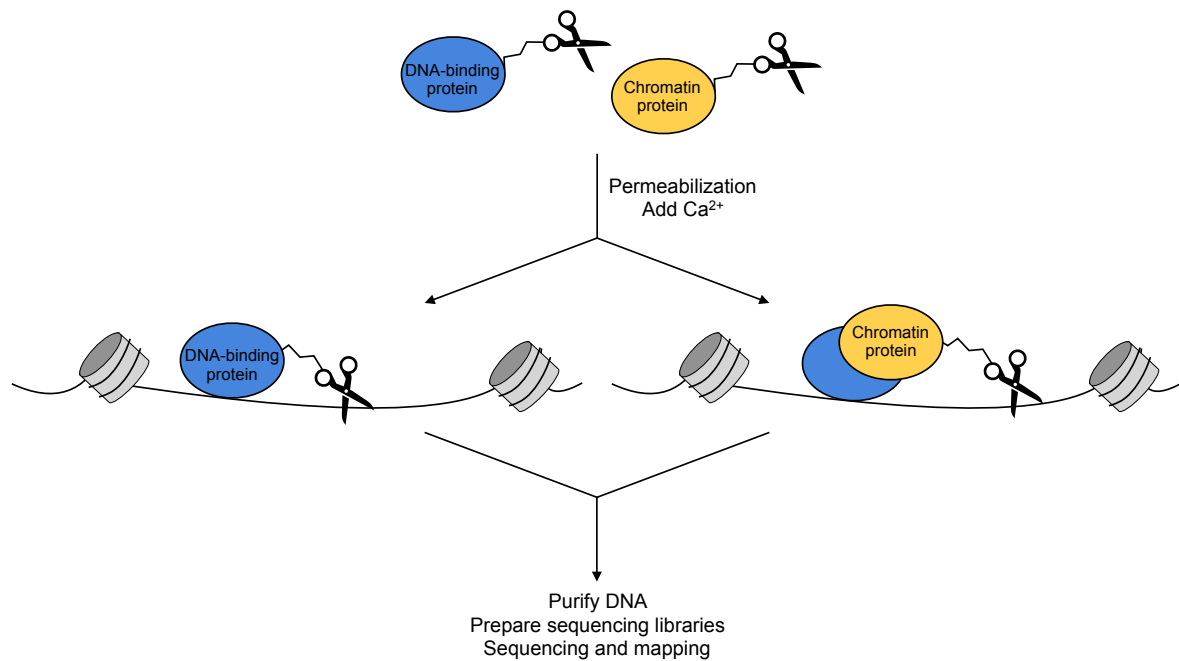 DNA-binding
protein
Chromatin
protein
Permeabilization
Add Ca²⁺
DNA-binding
protein
Chromatin
protein
Purify DNA
Prepare sequencing libraries
Sequencing and mapping